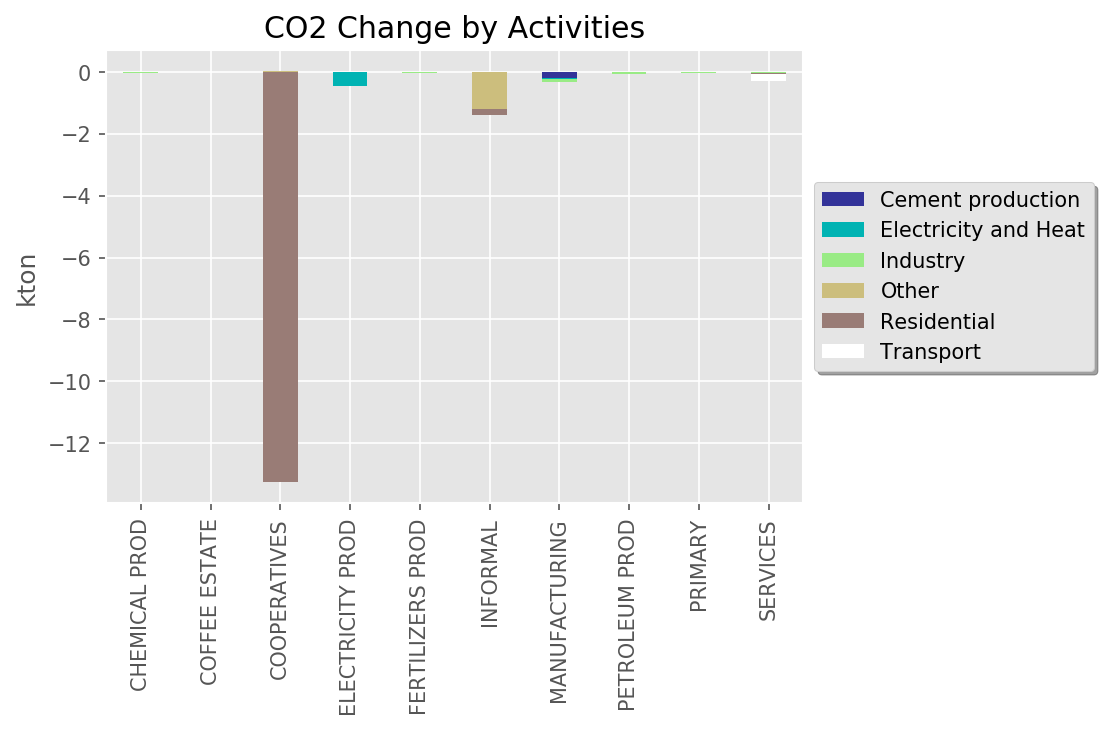 CO2 Change by Activities
kton
0
−2
−4
−6
−8
−10
−12
CHEMICAL PROD
COFFEE ESTATE
COOPERATIVES
ELECTRICITY PROD
FERTILIZERS PROD
INFORMAL
MANUFACTURING
PETROLEUM PROD
PRIMARY
SERVICES
Cement production
Electricity and Heat
Industry
Other
Residential
Transport